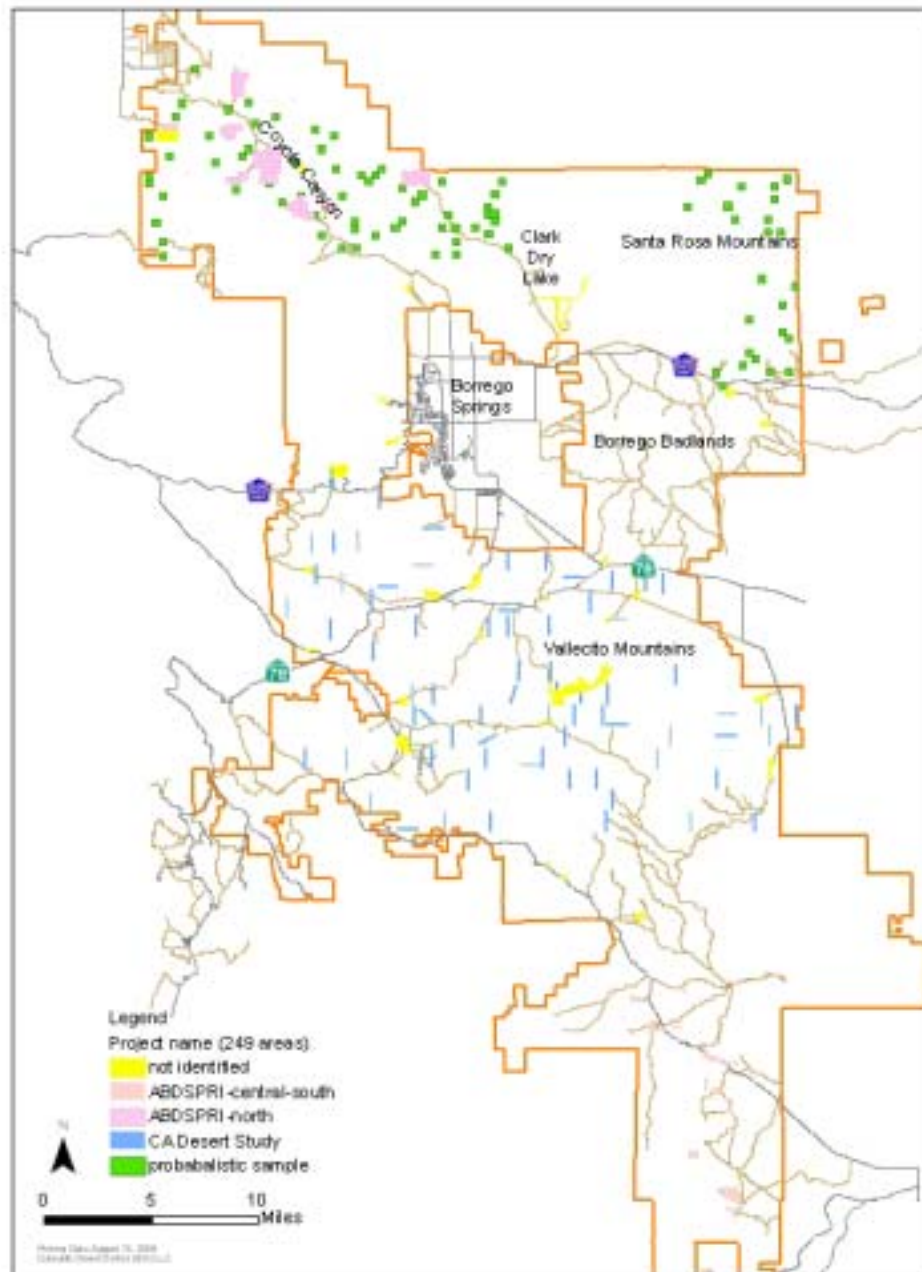 Coyote Canyon
Clark
Dry
Lake
Santa Rosa Mountains
Borrego
Springs
Borrego Badlands
78
Vallecito Mountains
78
Legend
Project name (249 areas)
not identified
ABDSPRI-central-south
ABDSPRI-north
CA Desert Study
probabalistic sample
N
0 5 10
Miles